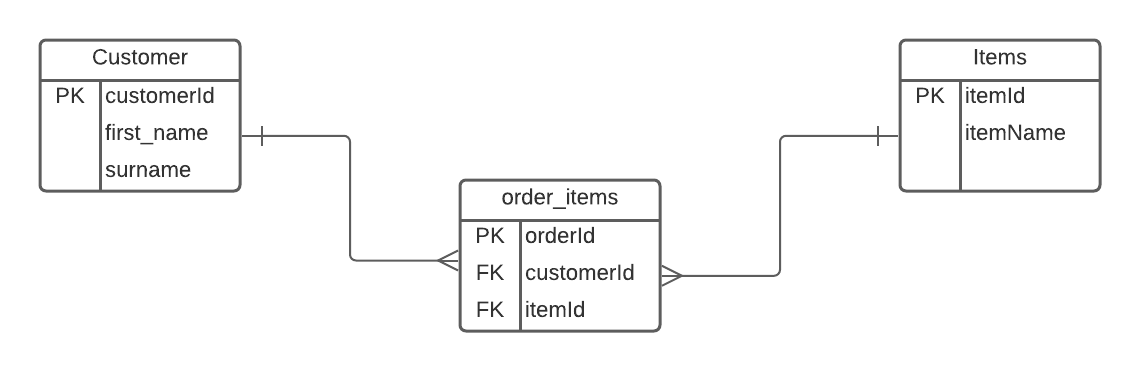 Customer
PK customerId
first_name
surname
order_items
PK orderId
FK customerId
FK itemId
Items
PK itemId
itemName